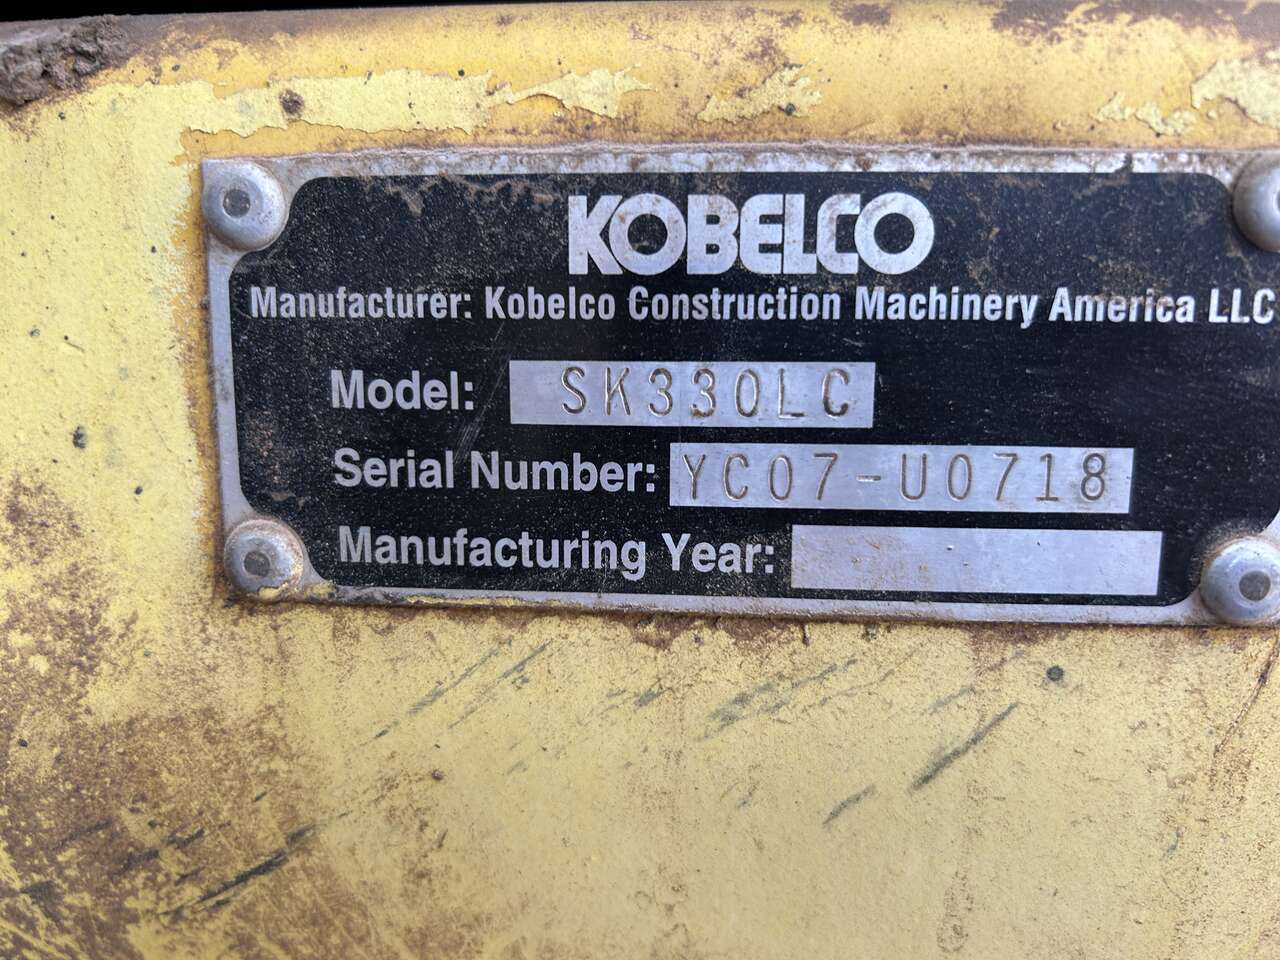 KOBELCO
Manufacturer: Kobelco Construction Machinery America LLC
Model: SK330LC
Serial Number: YC07-U0718
Manufacturing Year: